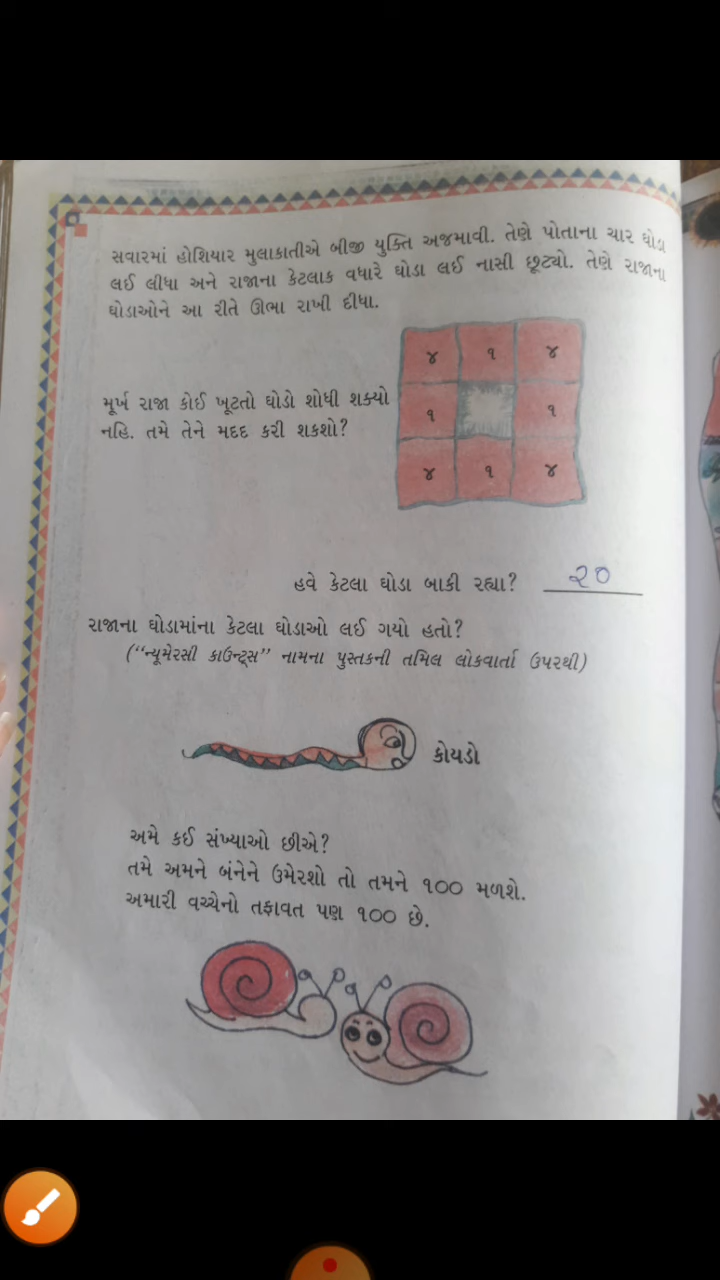 સવારમાં હોશિયાર મુલાકાતીએ બીજી યુક્તિ અજમાવી. તેણે પોતાના ચાર ઘોડા
લઈ લીધા અને રાજાના કેટલાક વધારે ઘોડા લઈ નાસી છૂટ્યો. તેણે રાજાના
ઘોડાઓને આ રીતે ઊભા રાખી દીધા.
૪ ૧ ૪
મૂર્ખ રાજા કોઈ ખૂટતો ઘોડો શોધી શક્યો
નહિ. તમે તેને મદદ કરી શકશો?
૧ ૧
૪ ૧ ૪
હવે કેટલા ઘોડા બાકી રહ્યા? ૨૦
રાજાના ઘોડામાંના કેટલા ઘોડાઓ લઈ ગયો હતો?
(“ન્યૂમેરસી કાઉન્ટ્સ” નામના પુસ્તકની તમિલ લોકવાર્તા ઉપરથી)
કોયડો
અમે કઈ સંખ્યાઓ છીએ?
તમે અમને બંનેને ઉમેરશો તો તમને ૧૦૦ મળશે.
અમારી વચ્ચેનો તફાવત પણ ૧૦૦ છે.